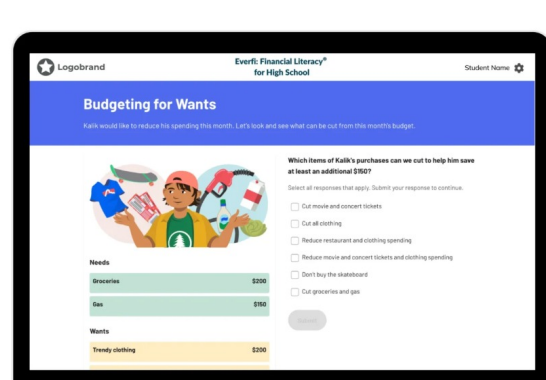 Logobrand
Everfi: Financial Literacy®
for High School
Student Name
Budgeting for Wants
Kalik would like to reduce his spending this month. Let's look and see what can be cut from this month's budget.
Which items of Kalik's purchases can we cut to help him save
at least an additional $150?
Select all responses that apply. Submit your response to continue.
Cut movie and concert tickets
Cut all clothing
Reduce restaurant and clothing spending
Reduce movie and concert tickets and clothing spending
Don't buy the skateboard
Cut groceries and gas
Submit
Needs
Groceries $200
Gas $150
Wants
Trendy clothing $200